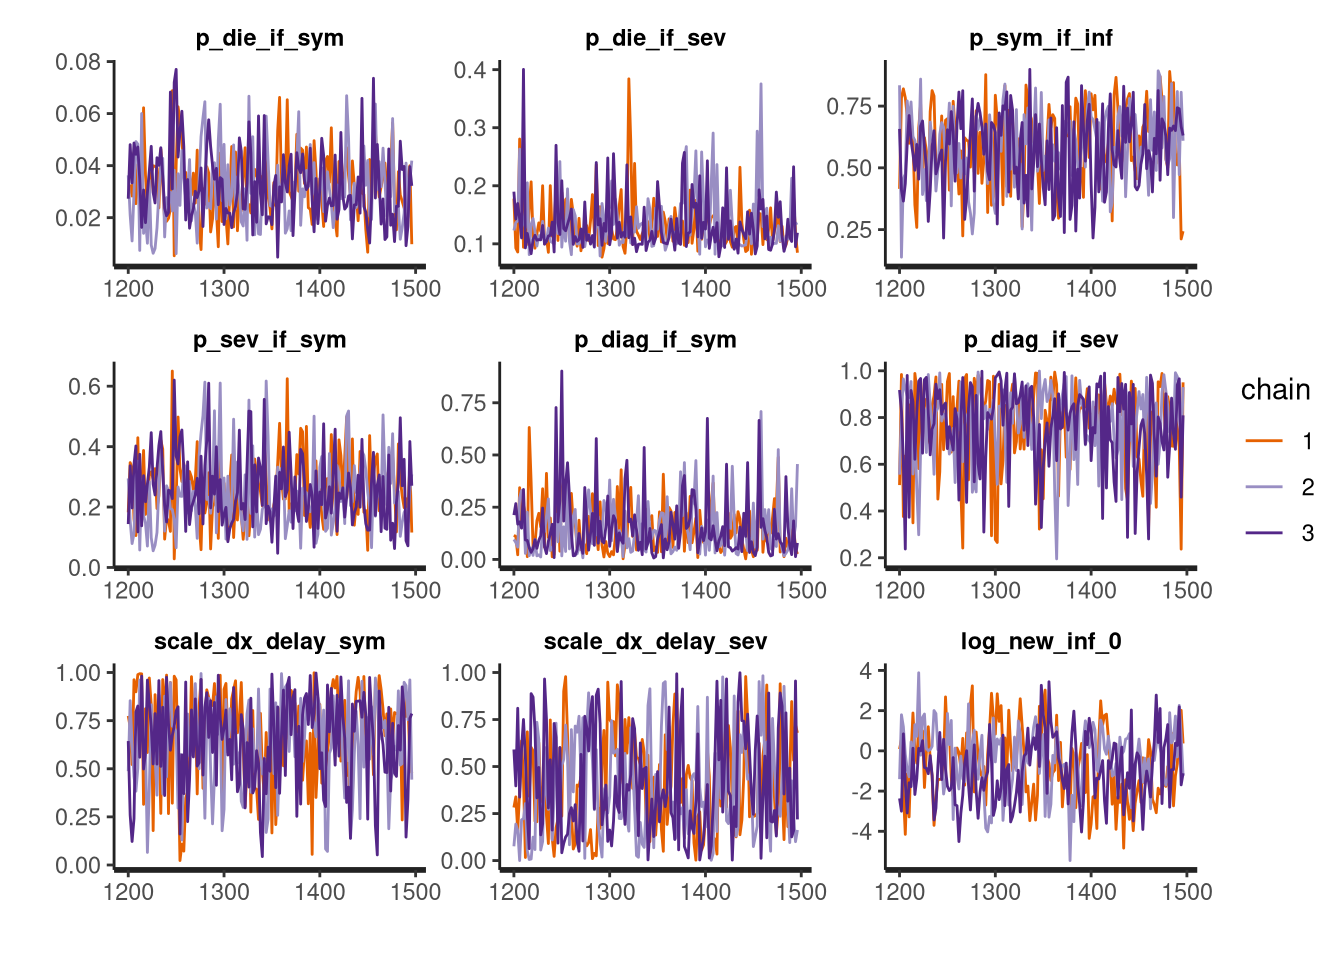 p_die_if_sym
0.08
0.06
0.04
0.02
1200 1300 1400 1500
p_die_if_sev
0.4
0.3
0.2
0.1
1200 1300 1400 1500
p_sym_if_inf
0.75
0.50
0.25
1200 1300 1400 1500
p_sev_if_sym
0.6
0.4
0.2
0.0
1200 1300 1400 1500
p_diag_if_sym
0.75
0.50
0.25
0.00
1200 1300 1400 1500
p_diag_if_sev
1.0
0.8
0.6
0.4
0.2
1200 1300 1400 1500
scale_dx_delay_sym
1.00
0.75
0.50
0.25
0.00
1200 1300 1400 1500
scale_dx_delay_sev
1.00
0.75
0.50
0.25
0.00
1200 1300 1400 1500
log_new_inf_0
4
2
0
-2
-4
1200 1300 1400 1500
chain
1
2
3